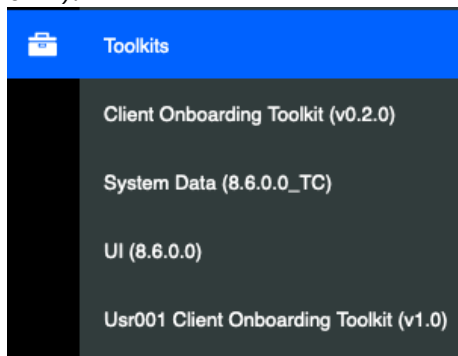 Toolkits
Client Onboarding Toolkit (v0.2.0)
System Data (8.6.0.0_TC)
UI (8.6.0.0)
Usr001 Client Onboarding Toolkit (v1.0)